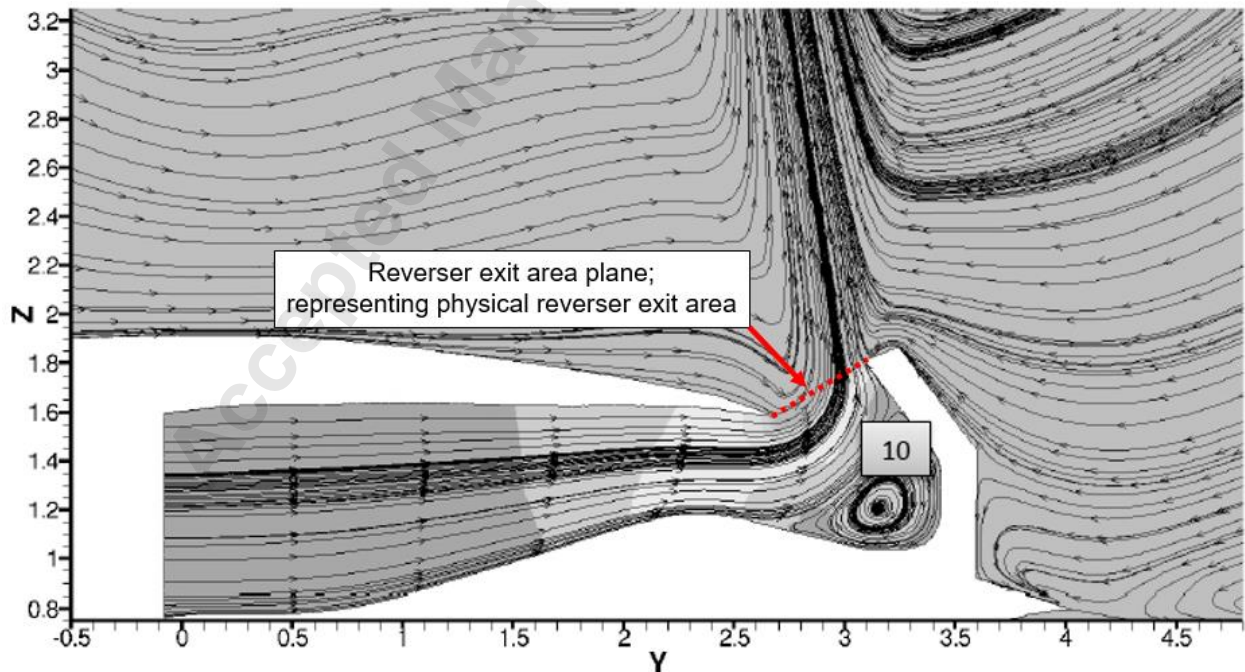 3.2
3
2.8
2.6
2.4
2.2
2
1.8
1.6
1.4
1.2
1
0.8
Z
Accepted Man
Reverser exit area plane;
representing physical reverser exit area
10
-0.5 0 0.5 1 1.5 2 2.5 3 3.5 4 4.5
Y